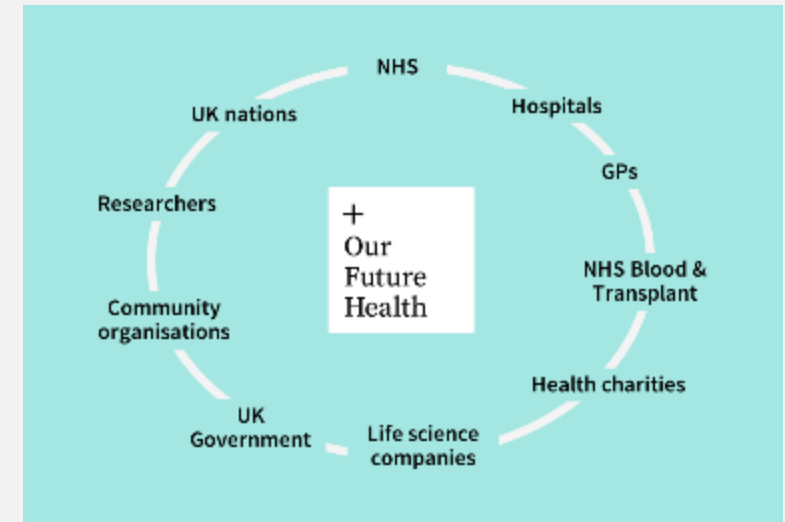 NHS
Hospitals
GPs
NHS Blood &
Transplant
Health charities
Life science
companies
UK
Government
Community
organisations
Researchers
UK nations
+
Our
Future
Health